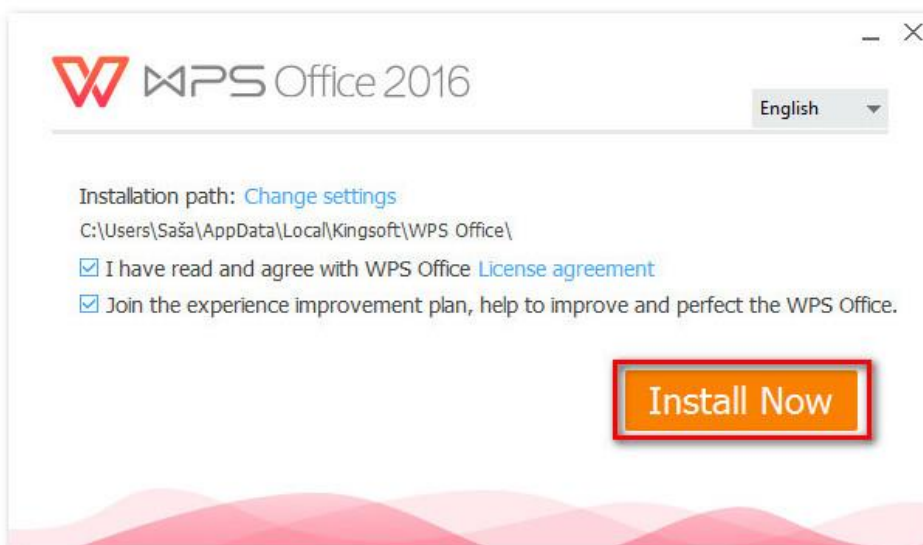 WPS Office 2016
English
Installation path: Change settings
C:\Users\Saša\AppData\Local\Kingsoft\WPS Office\
I have read and agree with WPS Office License agreement
Join the experience improvement plan, help to improve and perfect the WPS Office.
Install Now